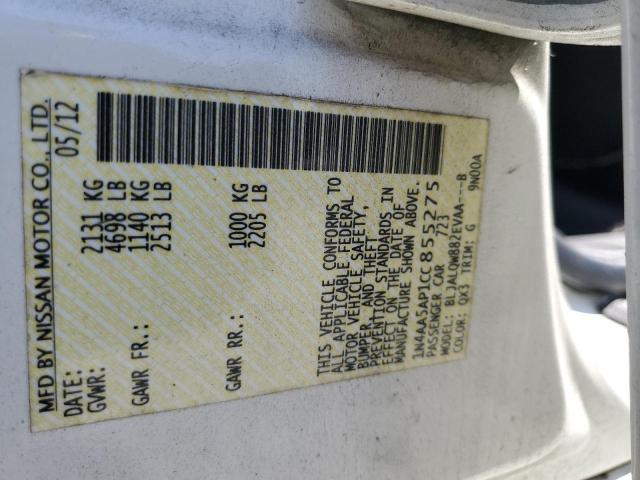 MFD BY NISSAN MOTOR CO., LTD.
DATE: 05/12
GVWR: 2131 KG
4698 LB
GAWR FR.: 1140 KG
2513 LB
GAWR RR.: 1000 KG
2205 LB
THIS VEHICLE CONFORMS TO
ALL APPLICABLE FEDERAL
MOTOR VEHICLE SAFETY,
BUMPER, AND THEFT
PREVENTION STANDARDS IN
EFFECT ON THE DATE OF
MANUFACTURE SHOWN ABOVE.
1N4AA5AP1CC855275
PASSENGER CAR 723
MODEL: BLJALQW887EVAA---B
COLOR: QX3 TRIM: G 9N00A